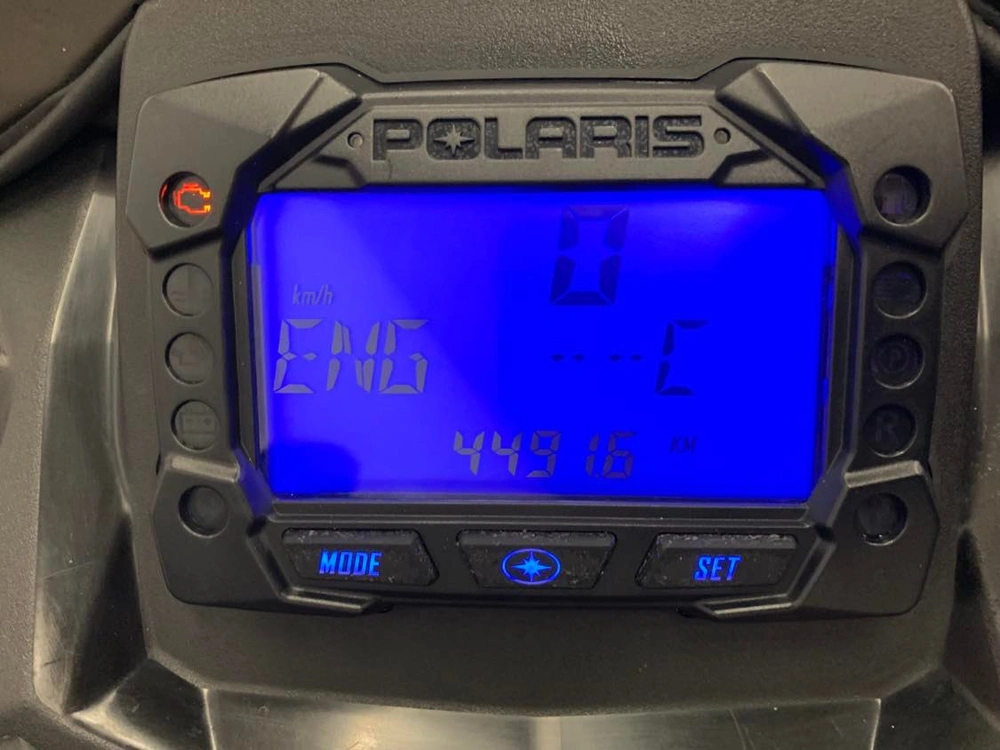 POLARIS
0
km/h
ENG -- --C
4491.6 KM
MODE SET